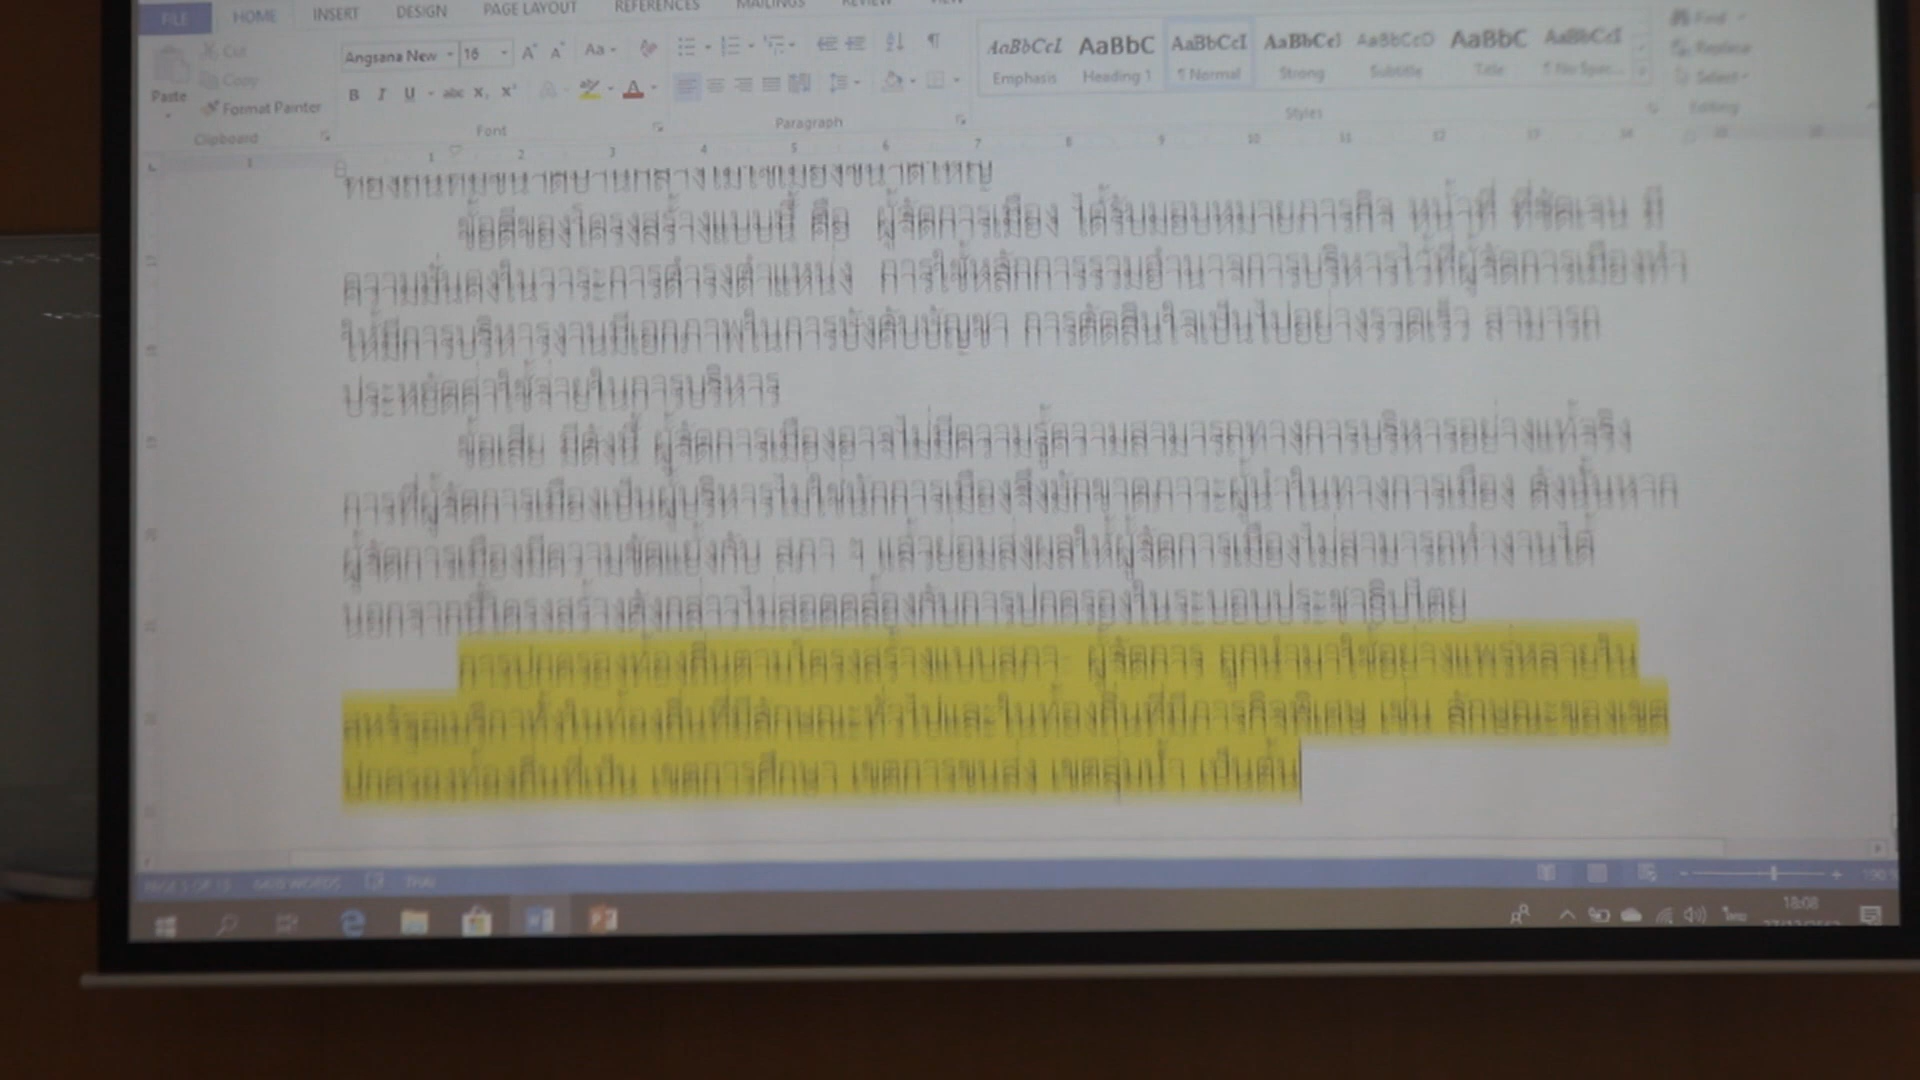 FILE HOME INSERT DESIGN PAGE LAYOUT REFERENCES MAILINGS REVIEW VIEW
Cut
Copy
Paste
Format Painter
Clipboard
Angsana New 16
Font
Paragraph
AaBbCcI AaBbC AaBbCcI AaBbCcI AaBbCcD AaBbC AaBbCcI
Emphasis Heading 1 ¶ Normal Strong Subtitle Title ¶ No Spac...
Styles
Find
Replace
Select
Editing
1 1 2 3 4 5 6 7 8 9 10 11 12 13 14
ข้อดีของโครงสร้างแบบนี้ คือ ผู้จัดการเมือง ได้รับมอบหมายภารกิจ หน้าที่ ที่ชัดเจน มี
ความมั่นคงในวาระการดำรงตำแหน่ง การใช้หลักการรวมอำนาจการบริหารไว้ที่ผู้จัดการเมืองทำ
ให้มีการบริหารงานมีเอกภาพในการบังคับบัญชา การตัดสินใจเป็นไปอย่างรวดเร็ว สามารถ
ประหยัดค่าใช้จ่ายในการบริหาร
ข้อเสีย มีดังนี้ ผู้จัดการเมืองอาจไม่มีความรู้ความสามารถทางการบริหารอย่างแท้จริง
การที่ผู้จัดการเมืองเป็นผู้บริหารไม่ใช่นักการเมืองจึงมักขาดภาวะผู้นำในทางการเมือง ดังนั้นหาก
ผู้จัดการเมืองมีความขัดแย้งกับ สภา ฯ แล้วย่อมส่งผลให้ผู้จัดการเมืองไม่สามารถทำงานได้
นอกจากนี้โครงสร้างดังกล่าวไม่สอดคล้องกับการปกครองในระบอบประชาธิปไตย
การปกครองท้องถิ่นตามโครงสร้างแบบสภา- ผู้จัดการ ถูกนำมาใช้อย่างแพร่หลายใน
สหรัฐอเมริกาทั้งในท้องถิ่นที่มีลักษณะทั่วไปและในท้องถิ่นที่มีภารกิจพิเศษ เช่น ลักษณะของเขต
ปกครองท้องถิ่นที่เป็น เขตการศึกษา เขตการขนส่ง เขตลุ่มน้ำ เป็นต้น
THAI
18:08